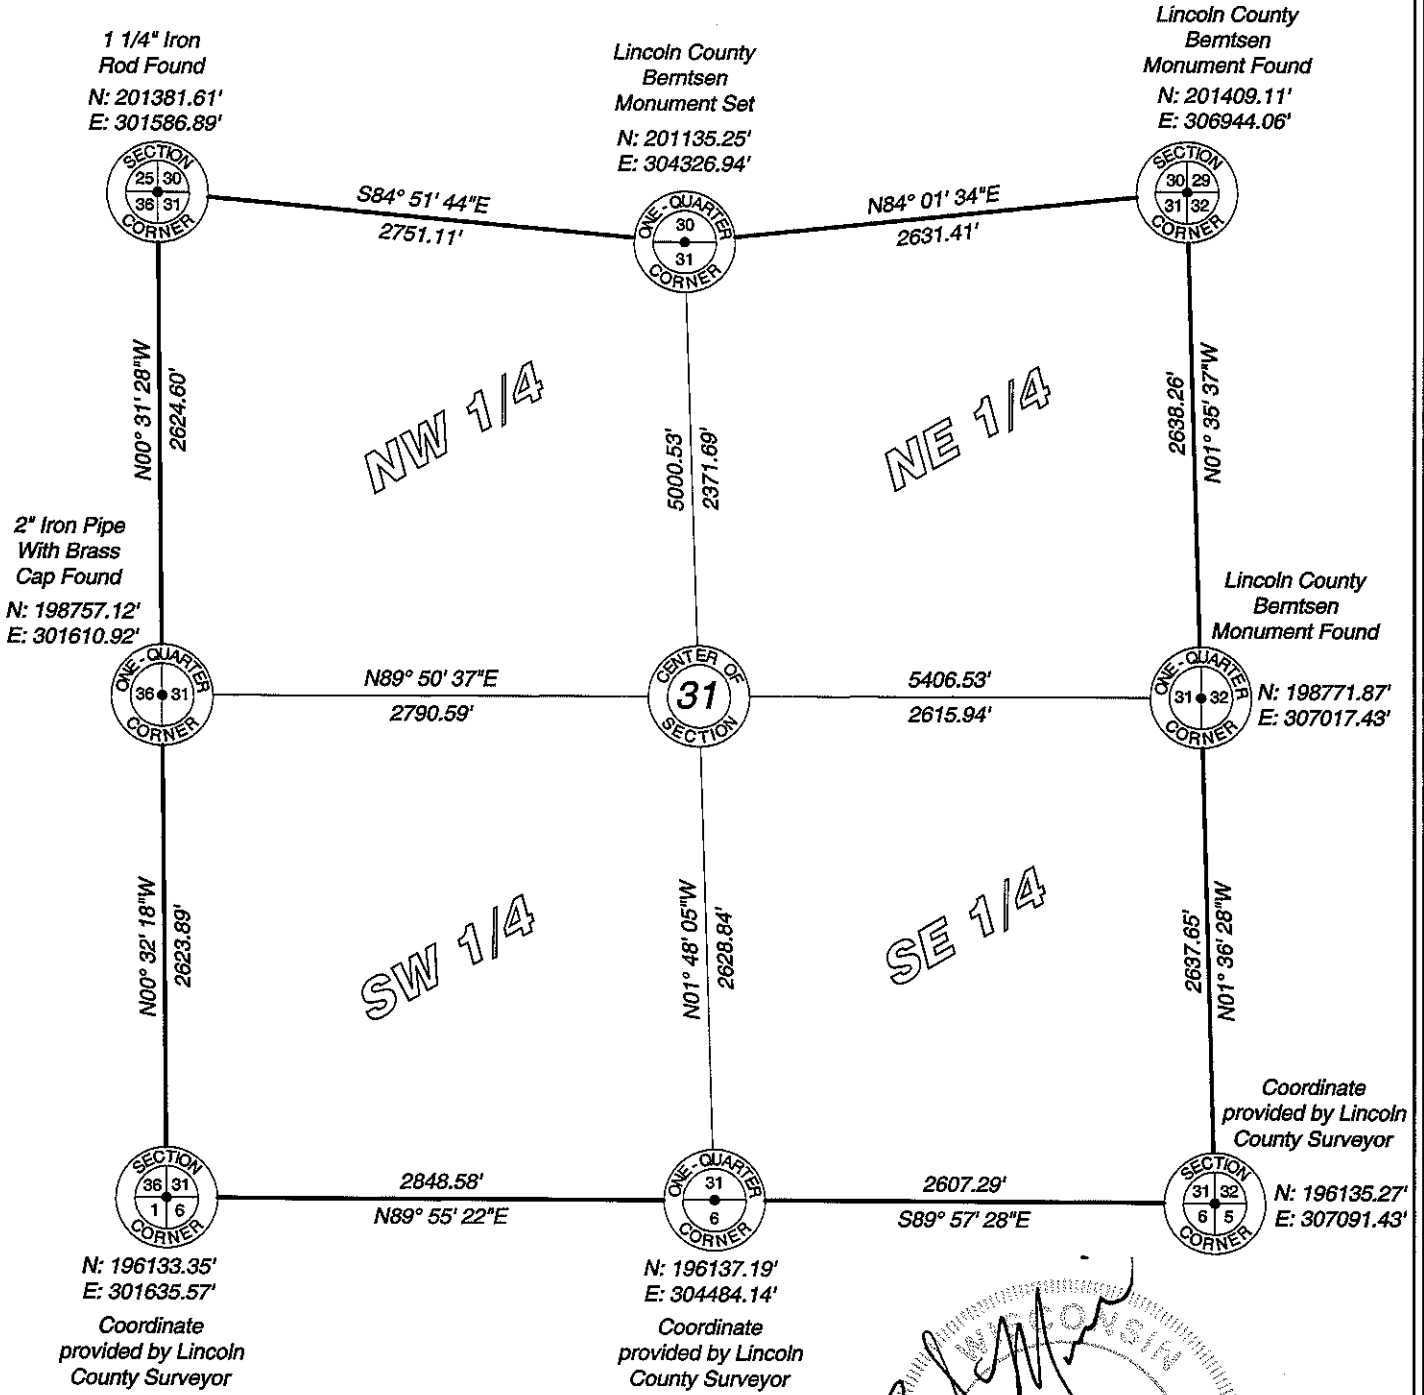 1 1/4" Iron
Rod Found
N: 201381.61'
E: 301586.89'
Lincoln County
Berntsen
Monument Set
N: 201135.25'
E: 304326.94'
Lincoln County
Berntsen
Monument Found
N: 201409.11'
E: 306944.06'
SECTION
25 30
36 31
CORNER
S84° 51' 44"E
2751.11'
ONE-QUARTER
30
31
CORNER
N84° 01' 34"E
2631.41'
SECTION
30 29
31 32
CORNER
N00° 31' 28"W
2624.60'
NW 1/4
5000.53'
2371.69'
NE 1/4
2638.26'
N01° 35' 37"W
2" Iron Pipe
With Brass
Cap Found
N: 198757.12'
E: 301610.92'
ONE-QUARTER
36 31
CORNER
N89° 50' 37"E
2790.59'
CENTER OF
31
SECTION
5406.53'
2615.94'
Lincoln County
Berntsen
Monument Found
ONE-QUARTER
31 32
CORNER
N: 198771.87'
E: 307017.43'
N00° 32' 18"W
2623.89'
SW 1/4
N01° 48' 05"W
2628.84'
SE 1/4
2637.65'
N01° 36' 28"W
SECTION
36 31
1 6
CORNER
N: 196133.35'
E: 301635.57'
Coordinate
provided by Lincoln
County Surveyor
2848.58'
N89° 55' 22"E
ONE-QUARTER
31
6
CORNER
N: 196137.19'
E: 304484.14'
Coordinate
provided by Lincoln
County Surveyor
2607.29'
S89° 57' 28"E
Coordinate
provided by Lincoln
County Surveyor
SECTION
31 32
6 5
CORNER
N: 196135.27'
E: 307091.43'
WISCONSIN